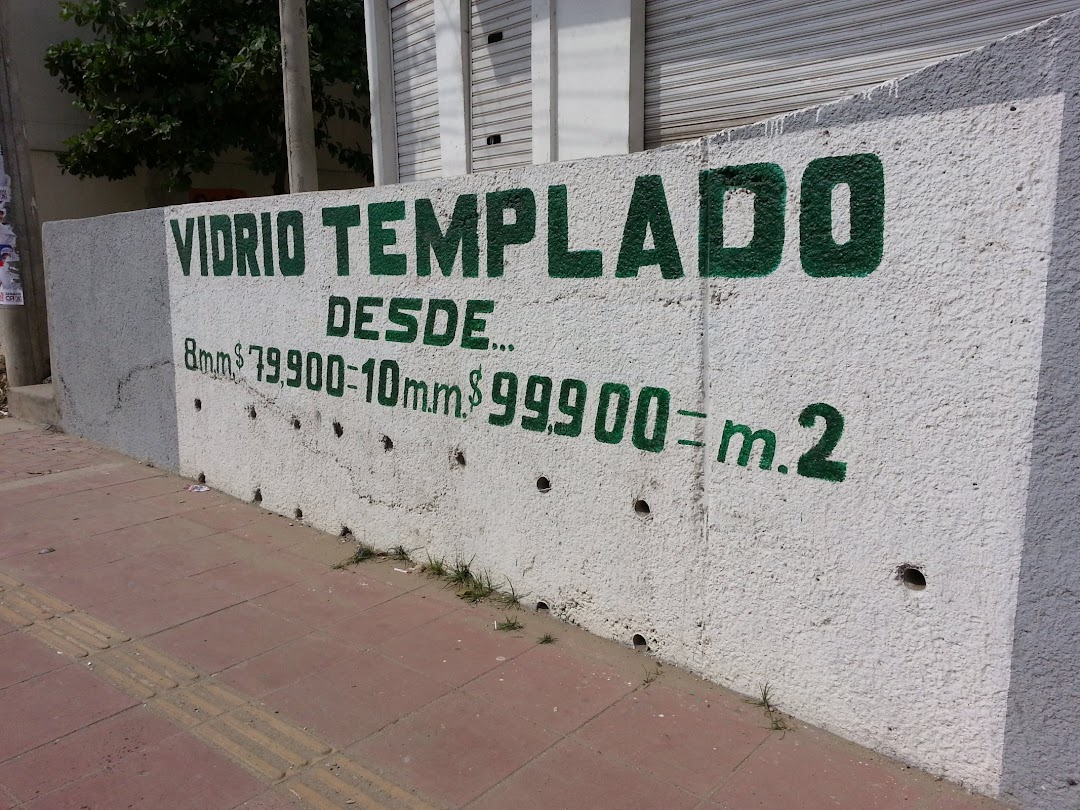 VIDRIO TEMPLADO
DESDE...
8m.m.$79,900=10m.m.$99,900=m.2